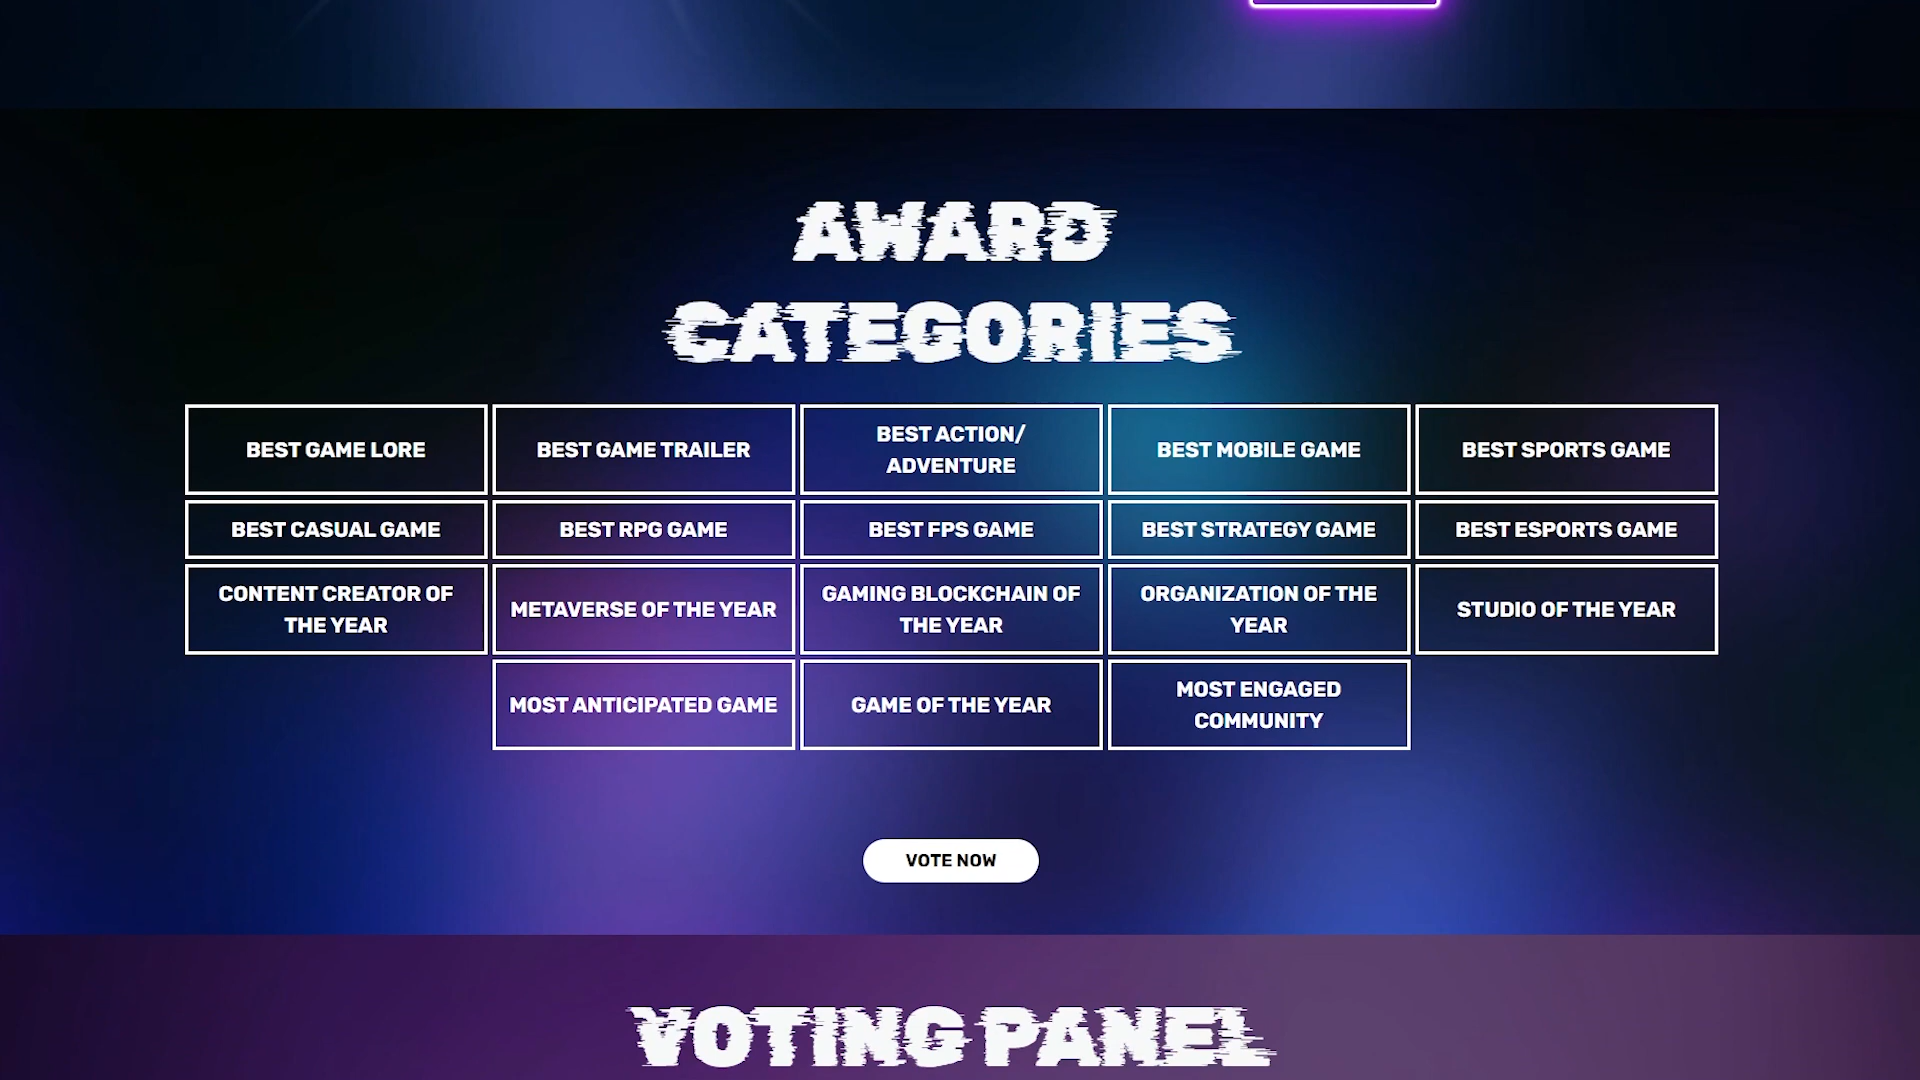 AWARD
CATEGORIES
BEST GAME LORE
BEST GAME TRAILER
BEST ACTION/
ADVENTURE
BEST MOBILE GAME
BEST SPORTS GAME
BEST CASUAL GAME
BEST RPG GAME
BEST FPS GAME
BEST STRATEGY GAME
BEST ESPORTS GAME
CONTENT CREATOR OF
THE YEAR
METAVERSE OF THE YEAR
GAMING BLOCKCHAIN OF
THE YEAR
ORGANIZATION OF THE
YEAR
STUDIO OF THE YEAR
MOST ANTICIPATED GAME
GAME OF THE YEAR
MOST ENGAGED
COMMUNITY
VOTE NOW
VOTING PANEL